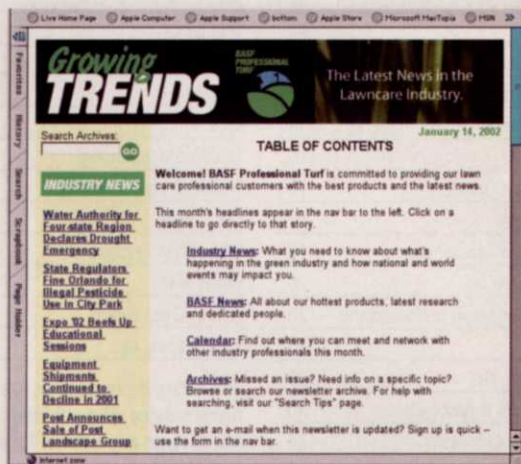 Live Home Page Apple Computer Apple Support bottom Apple Store Microsoft MacTopia MSN
Favorites
History
Search
Scrapbook
Page Holder
Growing
TRENDS
BASF
PROFESSIONAL
TURF
The Latest News in the
Lawncare Industry.
January 14, 2002
Search Archives:
GO
INDUSTRY NEWS
Water Authority for
Four-state Region
Declares Drought
Emergency
State Regulators
Fine Orlando for
Illegal Pesticide
Use In City Park
Expo '02 Beefs Up
Educational
Sessions
Equipment
Shipments
Continued to
Decline in 2001
Post Announces
Sale of Post
Landscape Group
TABLE OF CONTENTS
Welcome! BASF Professional Turf is committed to providing our lawn
care professional customers with the best products and the latest news.
This month's headlines appear in the nav bar to the left. Click on a
headline to go directly to that story.
Industry News: What you need to know about what's
happening in the green industry and how national and world
events may impact you.
BASF News: All about our hottest products, latest research
and dedicated people.
Calendar: Find out where you can meet and network with
other industry professionals this month.
Archives: Missed an issue? Need info on a specific topic?
Browse or search our newsletter archive. For help with
searching, visit our "Search Tips" page.
Want to get an e-mail when this newsletter is updated? Sign up is quick –
use the form in the nav bar.
Internet zone